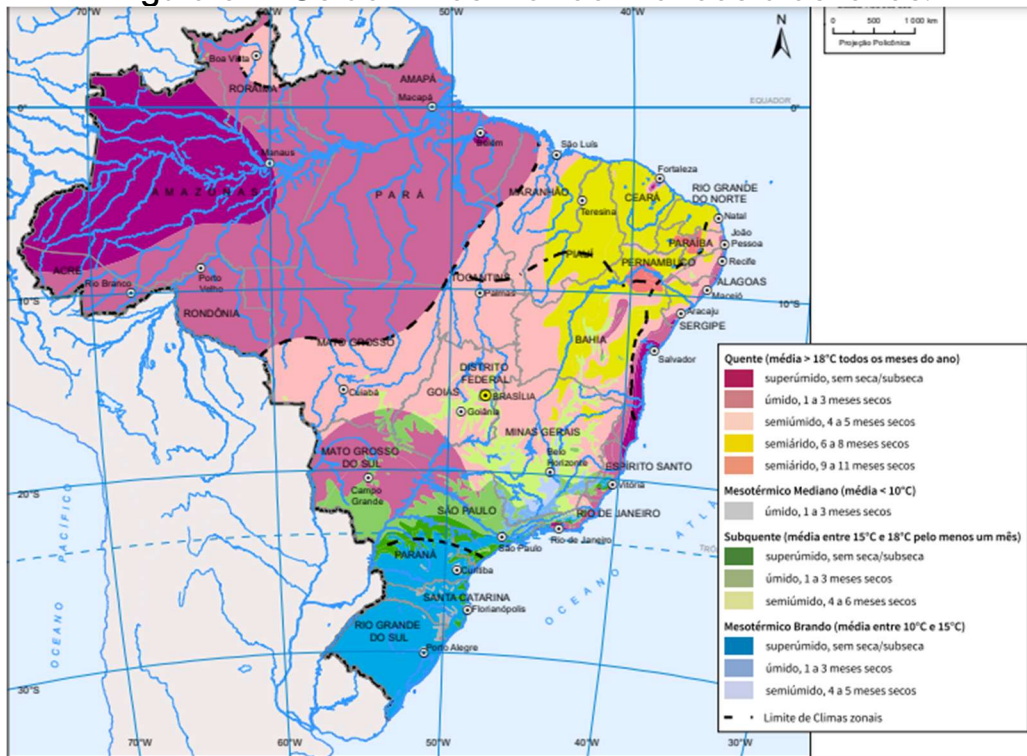 80°W
70°W
60°W
50°W
40°W
N
0 500 1 000 km
Projeção Policônica
Boa Vista
RORAIMA
AMAPÁ
Macapá
EQUADOR
0°
0°
Belém
São Luís
Manaus
Fortaleza
AMAZONAS
PARÁ
MARANHÃO
Teresina
CEARÁ
RIO GRANDE
DO NORTE
Natal
João
Pessoa
PARAÍBA
PIAUÍ
PERNAMBUCO
Recife
ACRE
Rio Branco
Porto
Velho
TOCANTINS
Palmas
ALAGOAS
Maceió
10°S
10°S
Aracaju
SERGIPE
RONDÔNIA
MATO GROSSO
BAHIA
Salvador
DISTRITO
FEDERAL
Cuiabá
GOIÁS
BRASÍLIA
Goiânia
MINAS GERAIS
MATO GROSSO
DO SUL
Belo
Horizonte
ESPÍRITO SANTO
Vitória
Campo
Grande
20°S
SÃO PAULO
RIO DE JANEIRO
Rio de Janeiro
São Paulo
PARANÁ
Curitiba
SANTA CATARINA
Florianópolis
RIO GRANDE
DO SUL
Porto Alegre
OCEANO PACÍFICO
OCEANO
30°S
60°W
50°W
40°W
30°W
70°W
Quente (média > 18°C todos os meses do ano)
superúmido, sem seca/subseca
úmido, 1 a 3 meses secos
semiúmido, 4 a 5 meses secos
semiárido, 6 a 8 meses secos
semiárido, 9 a 11 meses secos
Mesotérmico Mediano (média < 10°C)
úmido, 1 a 3 meses secos
Subquente (média entre 15°C e 18°C pelo menos um mês)
superúmido, sem seca/subseca
úmido, 1 a 3 meses secos
semiúmido, 4 a 6 meses secos
Mesotérmico Brando (média entre 10°C e 15°C)
superúmido, sem seca/subseca
úmido, 1 a 3 meses secos
semiúmido, 4 a 5 meses secos
Limite de Climas zonais